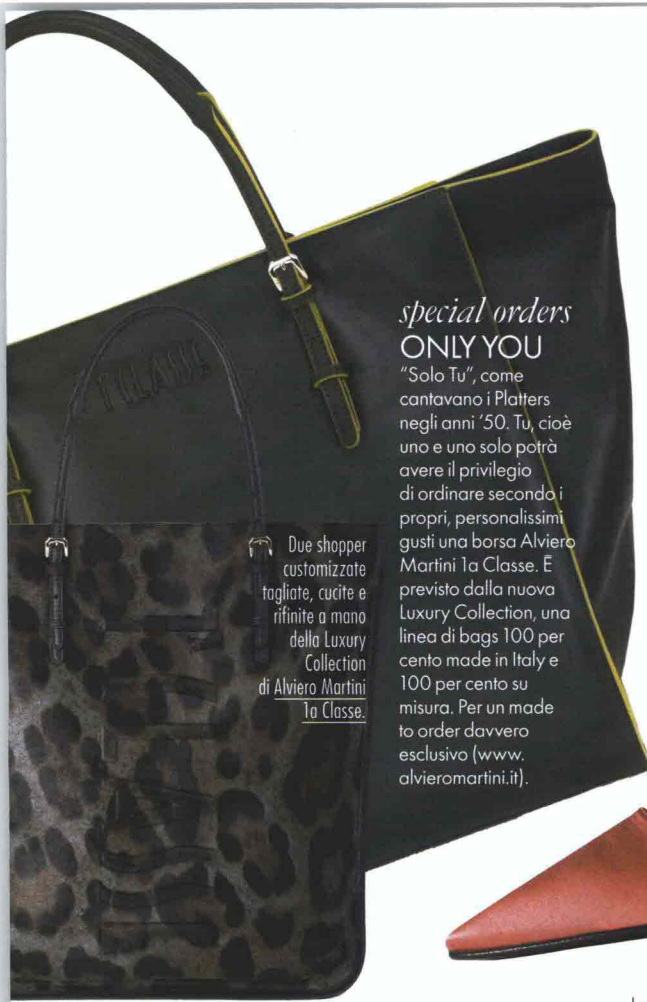 special orders
ONLY YOU
"Solo Tu", come
cantavano i Platters
negli anni '50. Tu, cioè
uno e uno solo potrà
avere il privilegio
di ordinare secondo i
propri, personalissimi
gusti una borsa Alviero
Martini 1a Classe. È
previsto dalla nuova
Luxury Collection, una
linea di bags 100 per
cento made in Italy e
100 per cento su
misura. Per un made
to order davvero
esclusivo (www.
alvieromartini.it).
Due shopper
customizzate
tagliate, cucite e
rifinite a mano
della Luxury
Collection
di Alviero Martini
1a Classe.
1 CLASSE